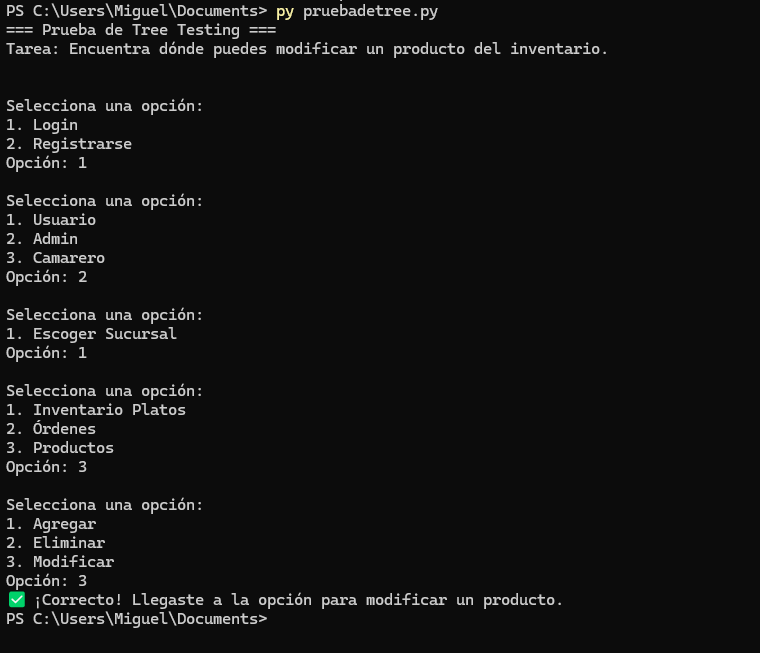 PS C:\Users\Miguel\Documents> py pruebadetree.py
=== Prueba de Tree Testing ===
Tarea: Encuentra dónde puedes modificar un producto del inventario.
Selecciona una opción:
1. Login
2. Registrarse
Opción: 1
Selecciona una opción:
1. Usuario
2. Admin
3. Camarero
Opción: 2
Selecciona una opción:
1. Escoger Sucursal
Opción: 1
Selecciona una opción:
1. Inventario Platos
2. Órdenes
3. Productos
Opción: 3
Selecciona una opción:
1. Agregar
2. Eliminar
3. Modificar
Opción: 3
✅ ¡Correcto! Llegaste a la opción para modificar un producto.
PS C:\Users\Miguel\Documents>